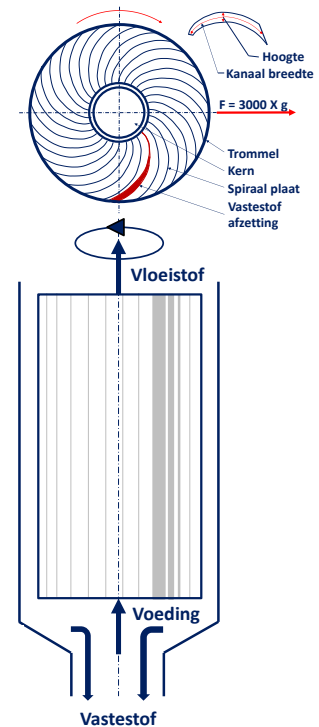 Hoogte
Kanaal breedte
F = 3000 X g
Trommel
Kern
Spiraal plaat
Vastestof
afzetting
Vloeistof
Voeding
Vastestof